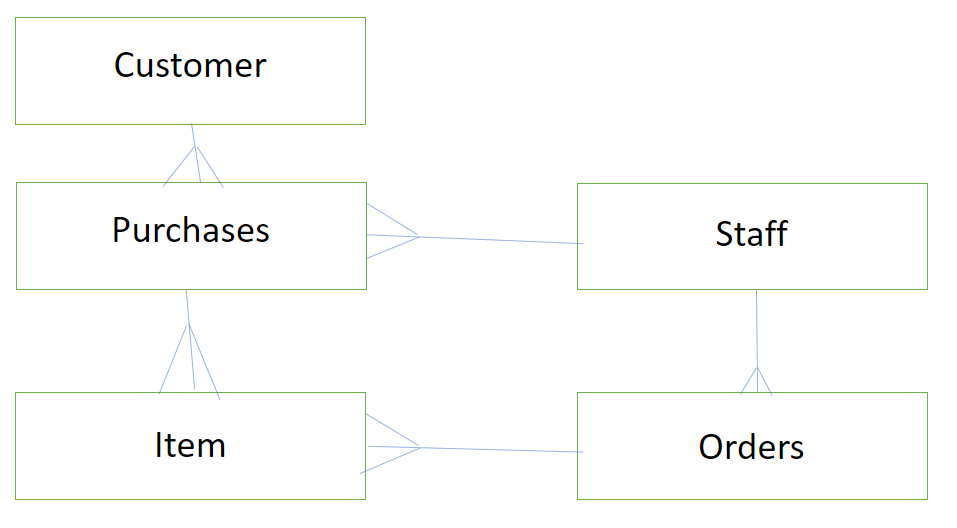 Customer
Purchases
Staff
Item
Orders